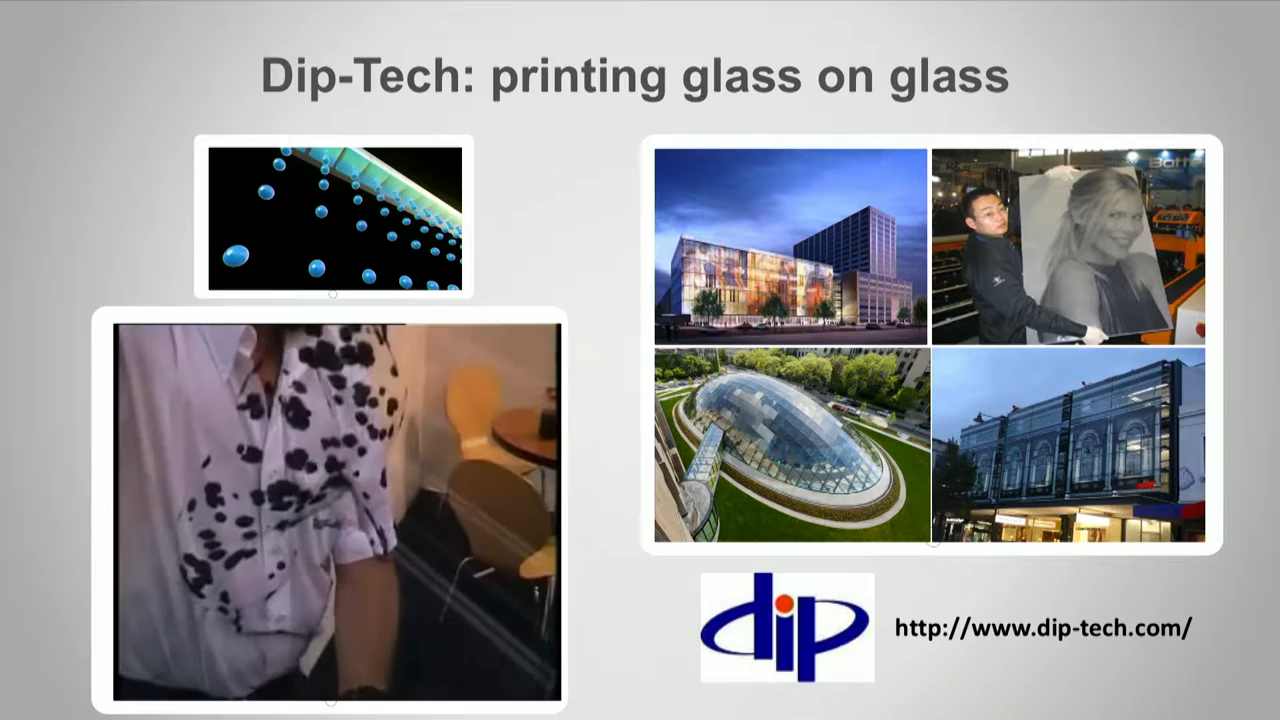 Dip-Tech: printing glass on glass
dip
http://www.dip-tech.com/